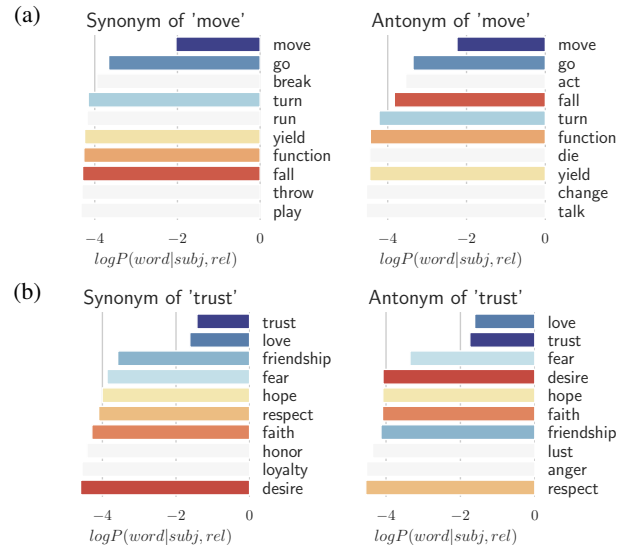 (a)
Synonym of 'move'
move
go
break
turn
run
yield
function
fall
throw
play
−4 −2 0
logP(word|subj, rel)
Antonym of 'move'
move
go
act
fall
turn
function
die
yield
change
talk
−4 −2 0
logP(word|subj, rel)
(b)
Synonym of 'trust'
trust
love
friendship
fear
hope
respect
faith
honor
loyalty
desire
−4 −2 0
logP(word|subj, rel)
Antonym of 'trust'
love
trust
fear
desire
hope
faith
friendship
lust
anger
respect
−4 −2 0
logP(word|subj, rel)